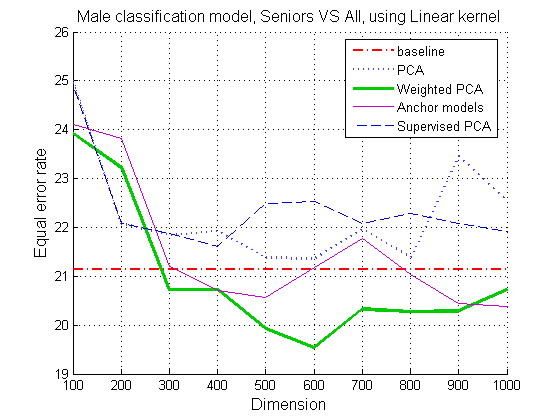 Male classification model, Seniors VS All, using Linear kernel
26
25
24
23
22
21
20
19
Equal error rate
baseline
PCA
Weighted PCA
Anchor models
Supervised PCA
100 200 300 400 500 600 700 800 900 1000
Dimension